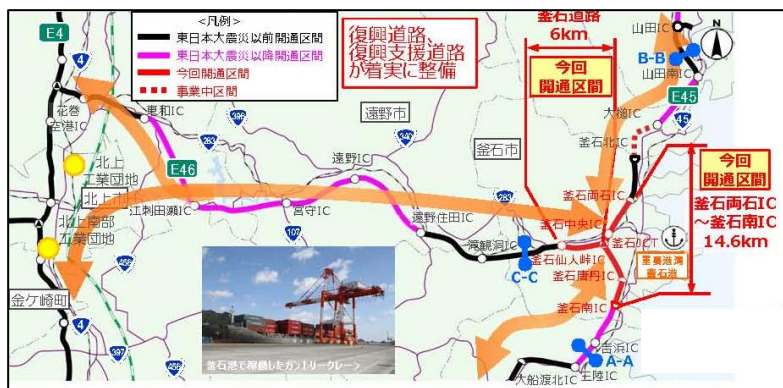 <凡例>
東日本大震災以前開通区間
東日本大震災以降開通区間
今回開通区間
事業中区間
復興道路、
復興支援道路
が着実に整備
釜石道路
6km
今回
開通区間
今回
開通区間
釜石両石IC
～釜石南IC
14.6km
E4
4
花巻
空港IC
東和IC
283
396
遠野市
340
釜石市
283
E46
遠野IC
北上
工業団地
北上市
北上南部
工業団地
江刺田瀬IC
宮守IC
107
遠野住田IC
滝観洞IC
C-C
釜石仙人峠IC
釜石中央IC
釜石両石IC
釜石JCT
釜石唐丹IC
釜石南IC
重要港湾
釜石港
山田IC
B-B
山田南IC
大槌IC
E45
45
釜石北IC
N
金ケ崎町
4
456
397
456
釜石港で稼働したガントリークレーン
吉浜IC
A-A
三陸IC
大船渡北IC